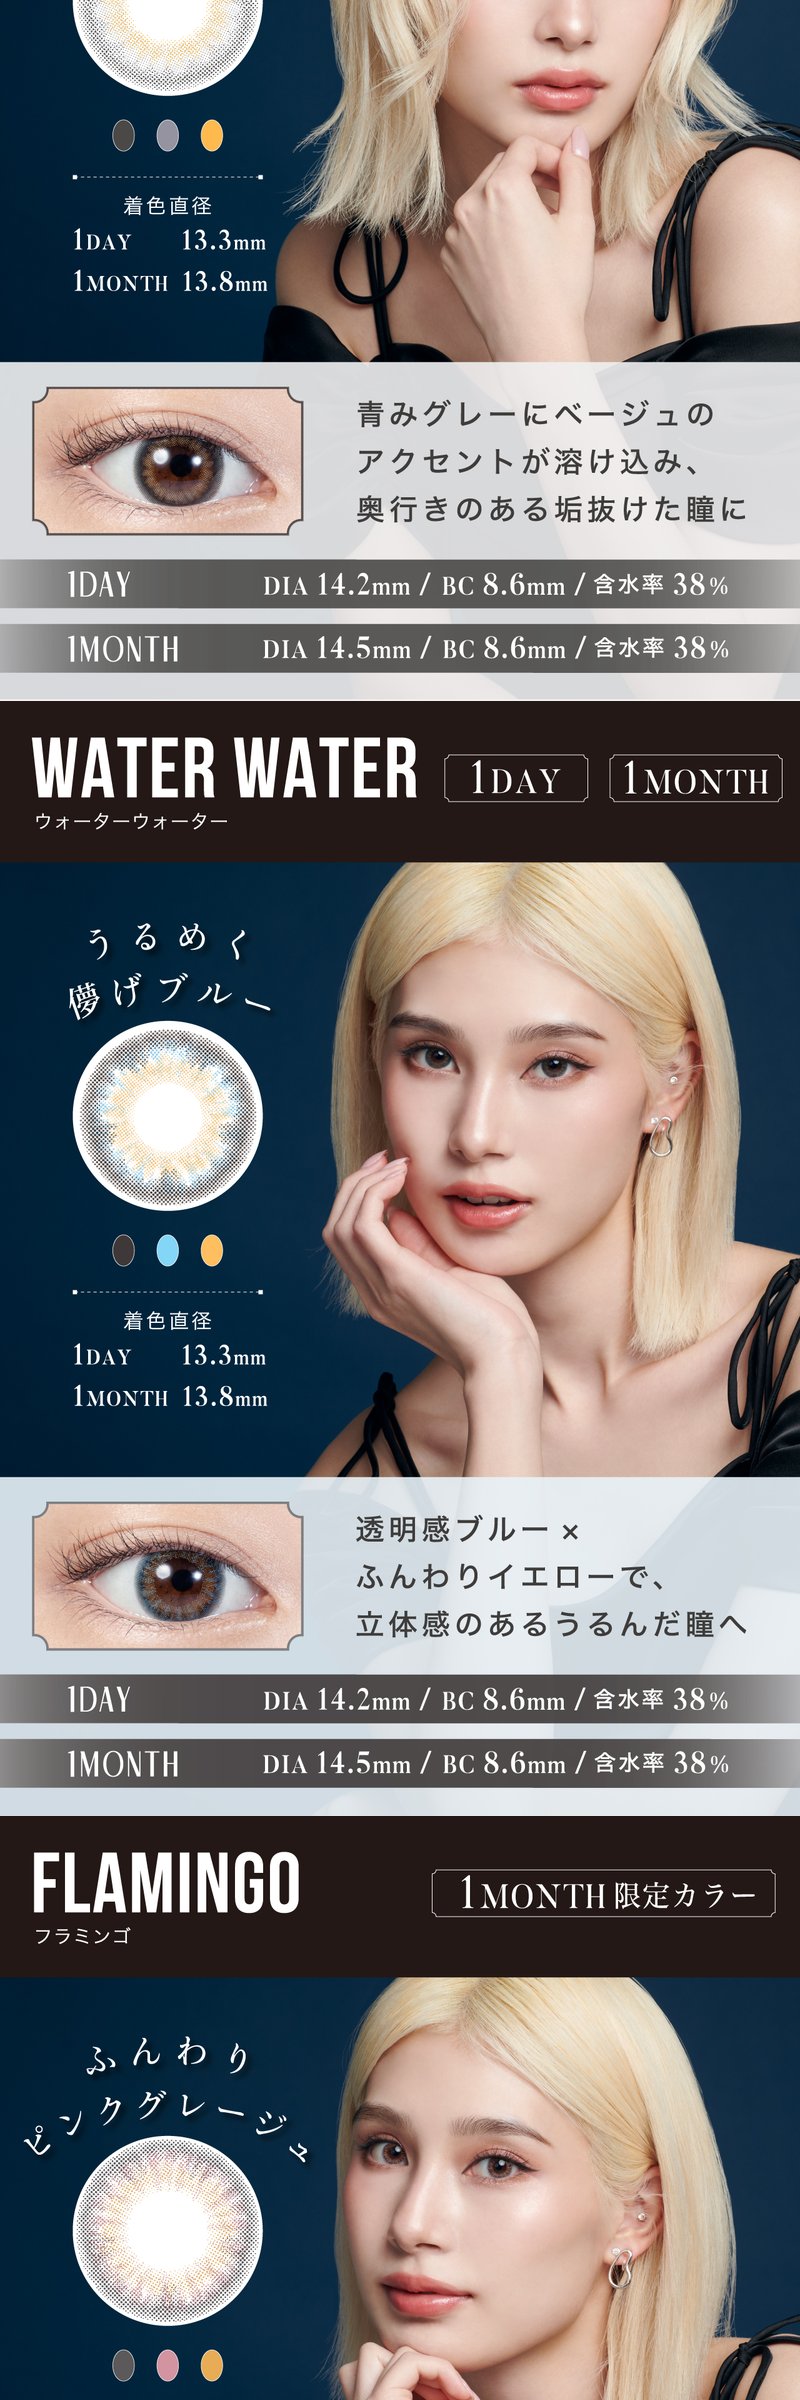 着色直径
1DAY 13.3mm
1MONTH 13.8mm
青みグレーにベージュの
アクセントが溶け込み、
奥行きのある垢抜けた瞳に
1DAY DIA 14.2mm / BC 8.6mm / 含水率 38%
1MONTH DIA 14.5mm / BC 8.6mm / 含水率 38%
WATER WATER 1DAY 1MONTH
ウォーターウォーター
うるめく
儚げブルー
着色直径
1DAY 13.3mm
1MONTH 13.8mm
透明感ブルー×
ふんわりイエローで、
立体感のあるうるんだ瞳へ
1DAY DIA 14.2mm / BC 8.6mm / 含水率 38%
1MONTH DIA 14.5mm / BC 8.6mm / 含水率 38%
FLAMINGO 1MONTH限定カラー
フラミンゴ
ふんわり
ピンクグレージュ